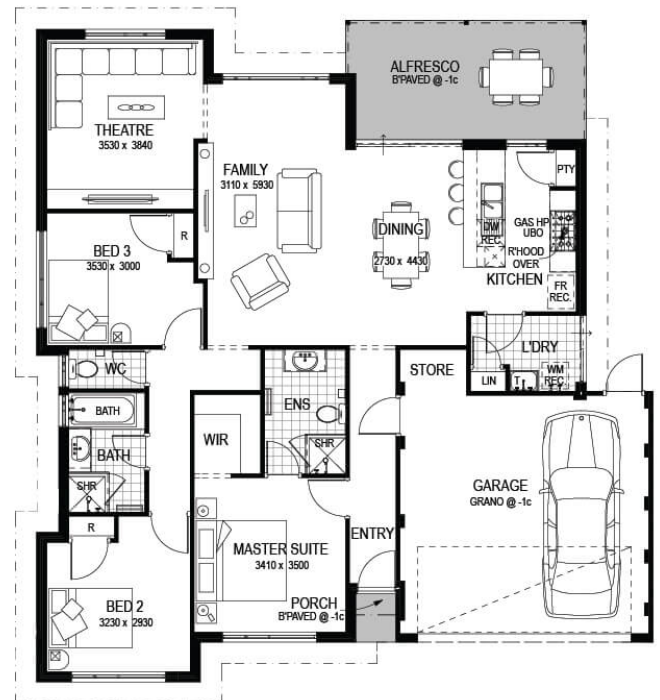 ALFRESCO
B'PAVED @ -1c
THEATRE
3530 x 3840
FAMILY
3110 x 5930
PTY
BED 3
3530 x 3000
R
DINING
2730 x 4430
DW
REC
GAS HP
UBO
R'HOOD
OVER
KITCHEN
FR
REC.
WC
L'DRY
STORE
LIN
T
WM
REC
BATH
ENS
WIR
BATH
SHR
SHR
GARAGE
GRANO @ -1c
R
ENTRY
MASTER SUITE
3410 x 3500
PORCH
B'PAVED @ -1c
BED 2
3230 x 2930